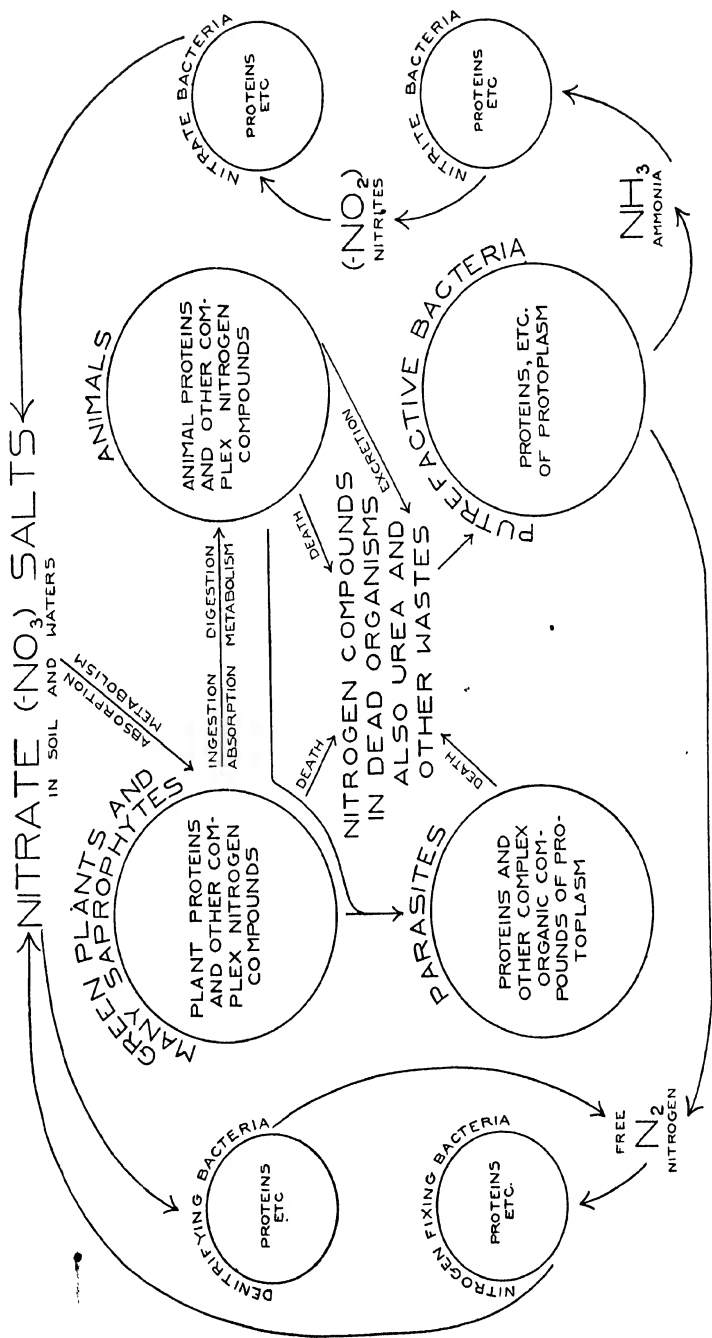 NITRATE (-NO3) SALTS
IN SOIL AND WATERS
ABSORPTION
METABOLISM
GREEN PLANTS AND
MANY SAPROPHYTES
PLANT PROTEINS
AND OTHER COM-
PLEX NITROGEN
COMPOUNDS
INGESTION DIGESTION
ABSORPTION METABOLISM
ANIMALS
ANIMAL PROTEINS
AND OTHER COM-
PLEX NITROGEN
COMPOUNDS
NITRATE BACTERIA
PROTEINS
ETC
(-NO2)
NITRITES
NITRITE BACTERIA
PROTEINS
ETC
DENITRIFYING BACTERIA
PROTEINS
ETC.
DEATH
DEATH
EXCRETION
NITROGEN COMPOUNDS
IN DEAD ORGANISMS
ALSO UREA AND
OTHER WASTES
DEATH
PARASITES
PROTEINS AND
OTHER COMPLEX
ORGANIC COM-
POUNDS OF PRO-
TOPLASM
PUTREFACTIVE BACTERIA
PROTEINS, ETC.
OF PROTOPLASM
NITROGEN FIXING BACTERIA
PROTEINS
ETC.
FREE
N2
NITROGEN
NH3
AMMONIA